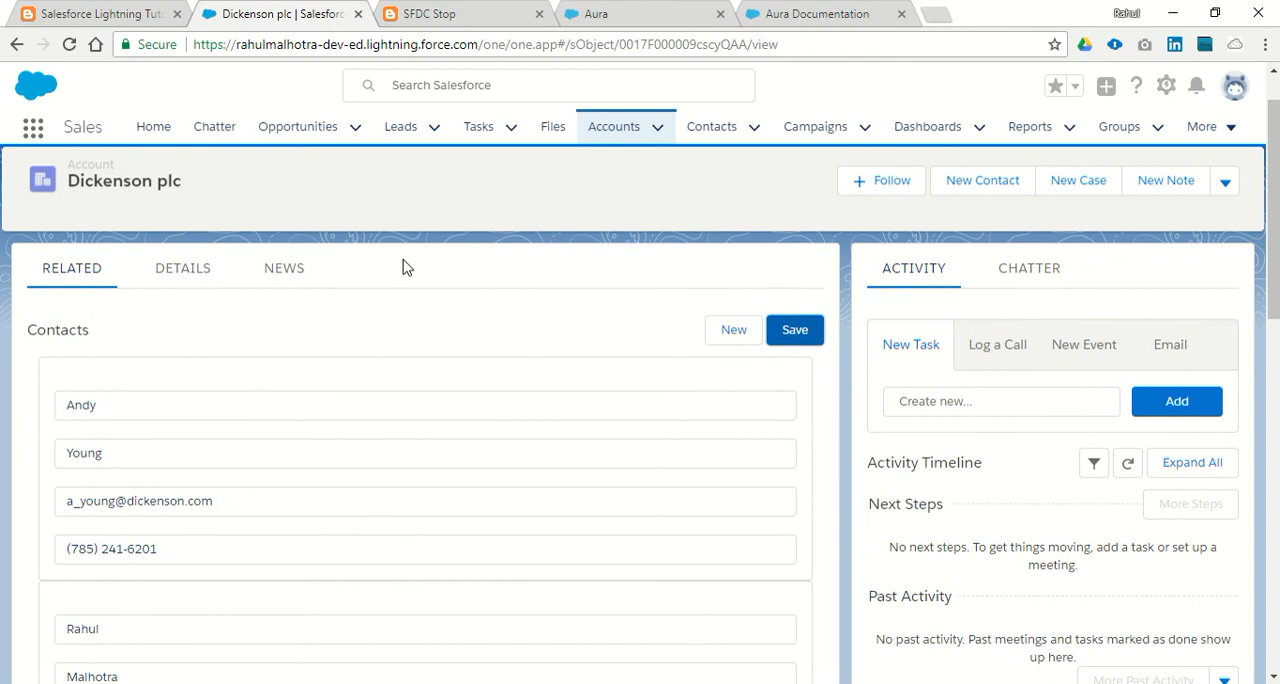 Salesforce Lightning Tuto
Dickenson plc | Salesforc
SFDC Stop
Aura
Aura Documentation
Rahul
Secure
https://rahulmalhotra-dev-ed.lightning.force.com/one/one.app#/sObject/0017F000009cscyQAA/view
Search Salesforce
Sales
Home
Chatter
Opportunities
Leads
Tasks
Files
Accounts
Contacts
Campaigns
Dashboards
Reports
Groups
More
Account
Dickenson plc
+ Follow
New Contact
New Case
New Note
RELATED
DETAILS
NEWS
ACTIVITY
CHATTER
Contacts
New
Save
Andy
Young
a_young@dickenson.com
(785) 241-6201
Rahul
Malhotra
New Task
Log a Call
New Event
Email
Create new...
Add
Activity Timeline
Expand All
Next Steps
More Steps
No next steps. To get things moving, add a task or set up a
meeting.
Past Activity
No past activity. Past meetings and tasks marked as done show
up here.
More Past Activity